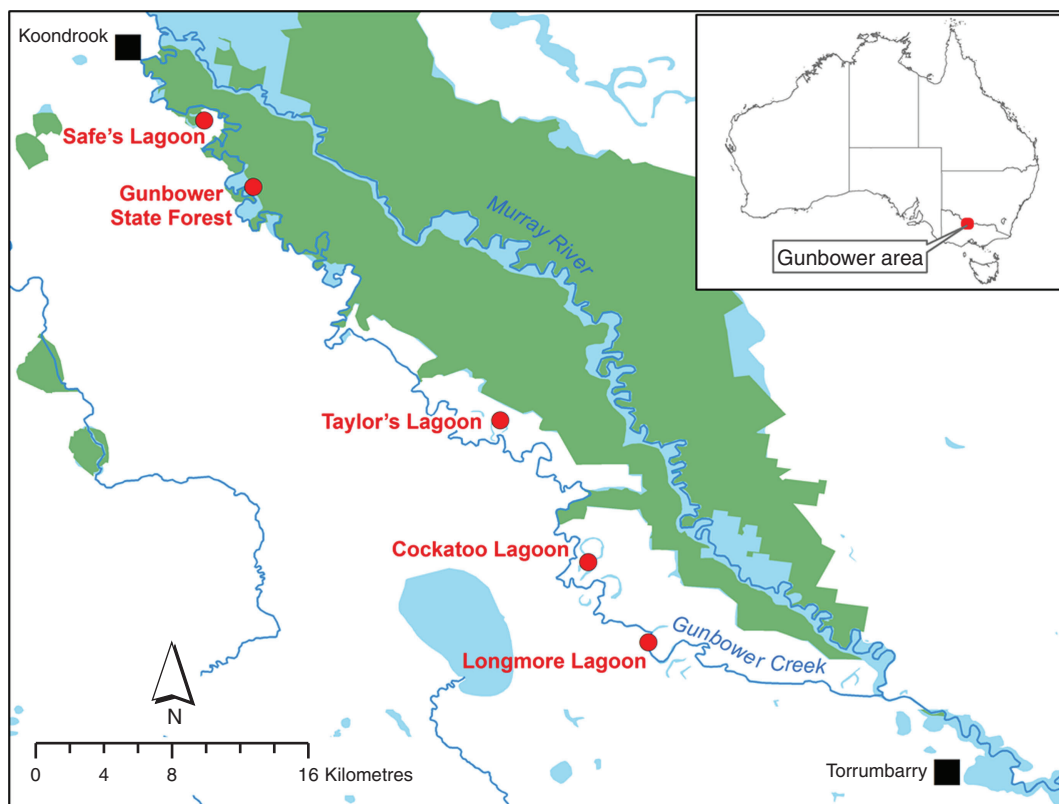 Koondrook
Safe's Lagoon
Gunbower
State Forest
Murray River
Gunbower area
Taylor's Lagoon
Cockatoo Lagoon
Longmore Lagoon
Gunbower Creek
N
0 4 8 16 Kilometres
Torrumbarry